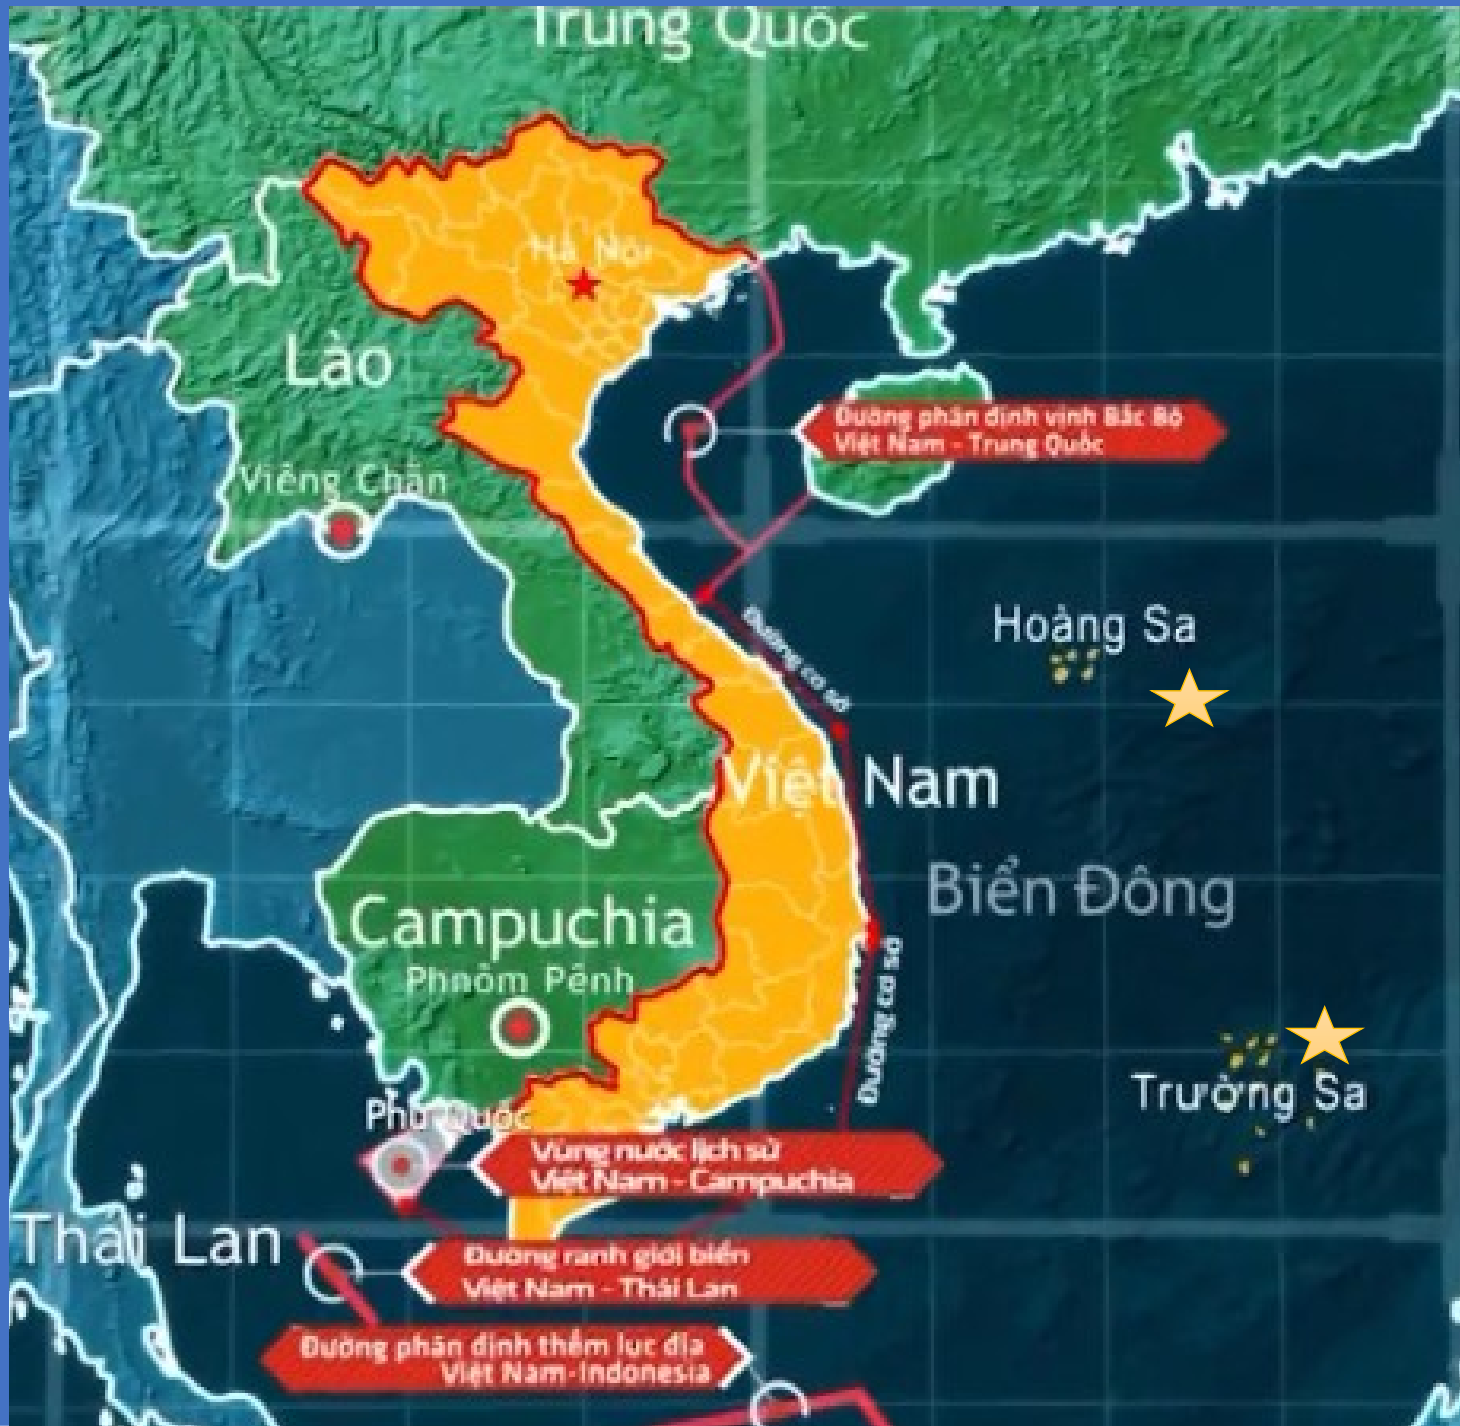 Trung Quốc
Hà Nội
Lào
Đường phân định vịnh Bắc Bộ
Việt Nam - Trung Quốc
Viêng Chăn
Hoàng Sa
Đường cơ sở
Việt Nam
Biển Đông
Campuchia
Phnôm Pênh
Đường cơ sở
Trường Sa
Phú Quốc
Vùng nước lịch sử
Việt Nam - Campuchia
Thái Lan
Đường ranh giới biển
Việt Nam - Thái Lan
Đường phân định thềm lục địa
Việt Nam-Indonesia